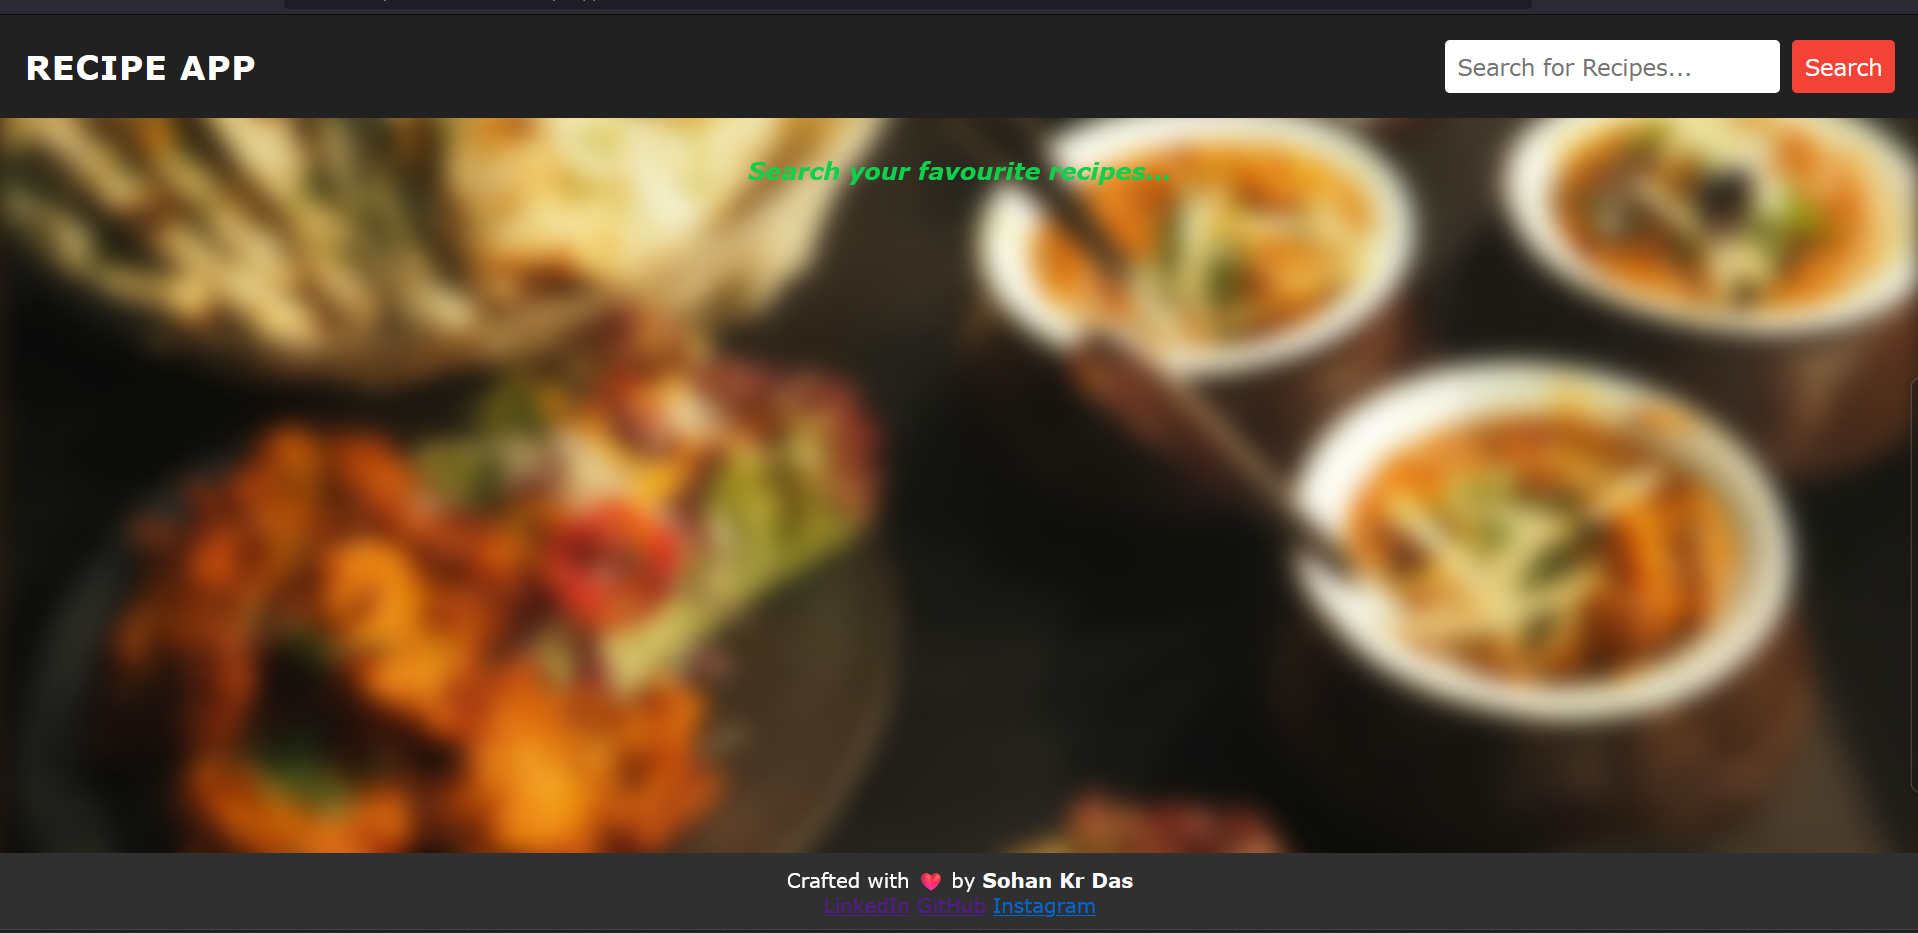 RECIPE APP
Search for Recipes...
Search
Search your favourite recipes...
Crafted with 💗 by Sohan Kr Das
LinkedIn GitHub Instagram